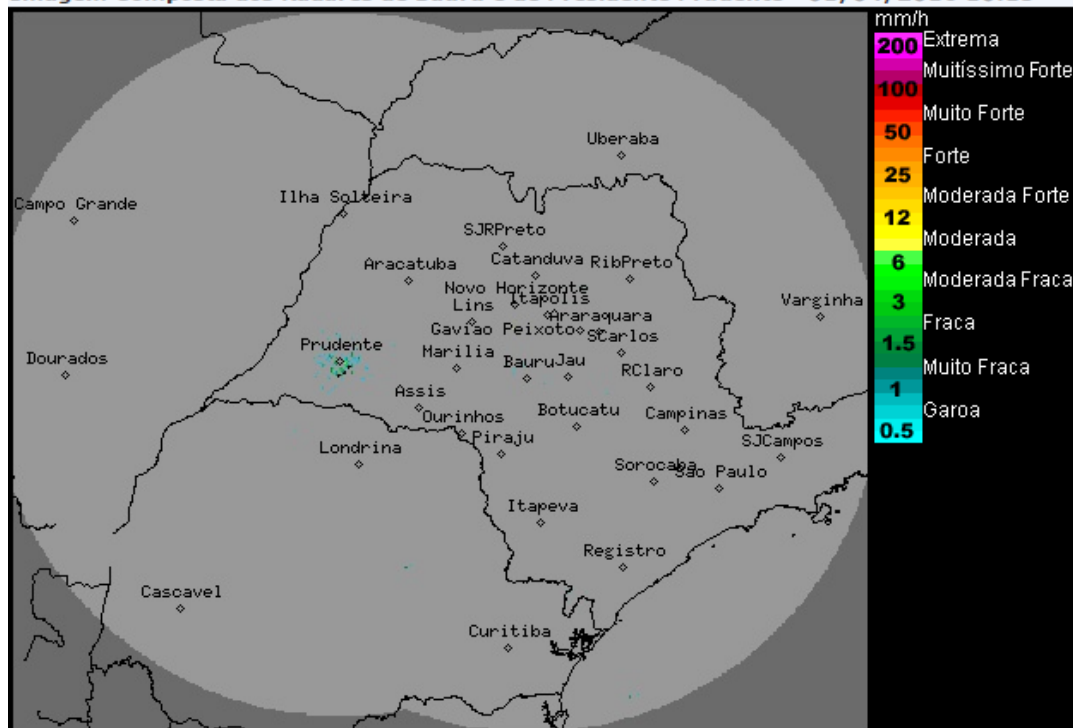 mm/h
200 Extrema
Muitíssimo Forte
100
Muito Forte
50
Forte
25
Moderada Forte
12
Moderada
6
Moderada Fraca
3
Fraca
1.5
Muito Fraca
1
Garoa
0.5
Uberaba
Ilha Solteira
Campo Grande
SJRPreto
Aracatuba
Catanduva
RibPreto
Novo Horizonte
Itapolis
Lins
Araraquara
Varginha
Gavião Peixoto
SCarlos
Prudente
Marilia
Dourados
Bauru
Jau
RClaro
Assis
Botucatu
Campinas
Ourinhos
Piraju
SJCampos
Londrina
Sorocaba
Sao Paulo
Itapeva
Registro
Cascavel
Curitiba